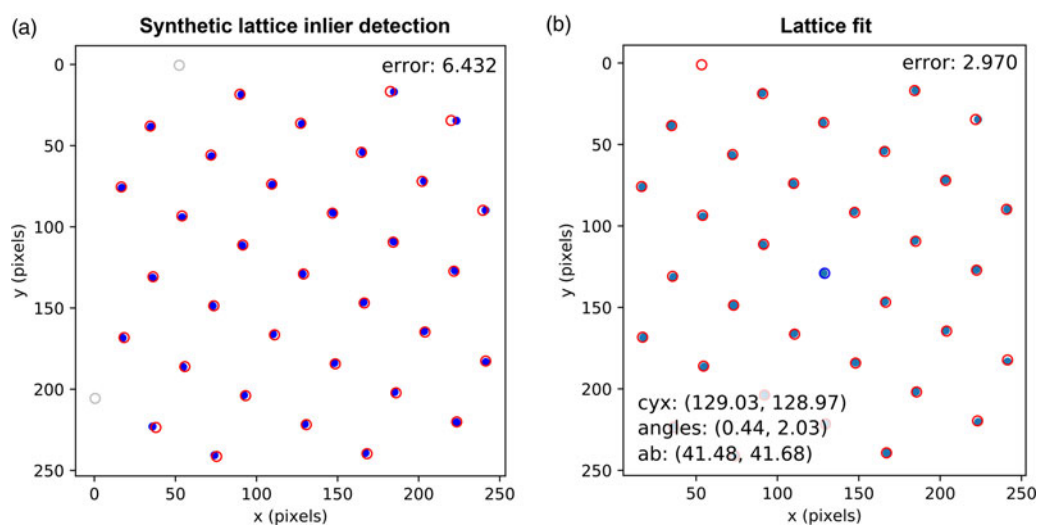 (a)
Synthetic lattice inlier detection
error: 6.432
0
50
100
150
200
250
y (pixels)
0 50 100 150 200 250
x (pixels)
(b)
Lattice fit
error: 2.970
0
50
100
150
200
250
y (pixels)
cyx: (129.03, 128.97)
angles: (0.44, 2.03)
ab: (41.48, 41.68)
0 50 100 150 200 250
x (pixels)